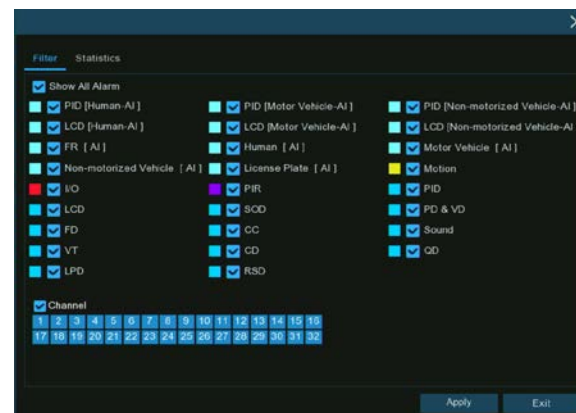 Filter Statistics
Show All Alarm
PID [Human-AI] PID [Motor Vehicle-AI] PID [Non-motorized Vehicle-AI]
LCD [Human-AI] LCD [Motor Vehicle-AI] LCD [Non-motorized Vehicle-AI
FR [AI] Human [AI] Motor Vehicle [AI]
Non-motorized Vehicle [AI] License Plate [AI] Motion
I/O PIR PID
LCD SOD PD & VD
FD CC Sound
VT CD QD
LPD RSD
Channel
1 2 3 4 5 6 7 8 9 10 11 12 13 14 15 16
17 18 19 20 21 22 23 24 25 26 27 28 29 30 31 32
Apply Exit